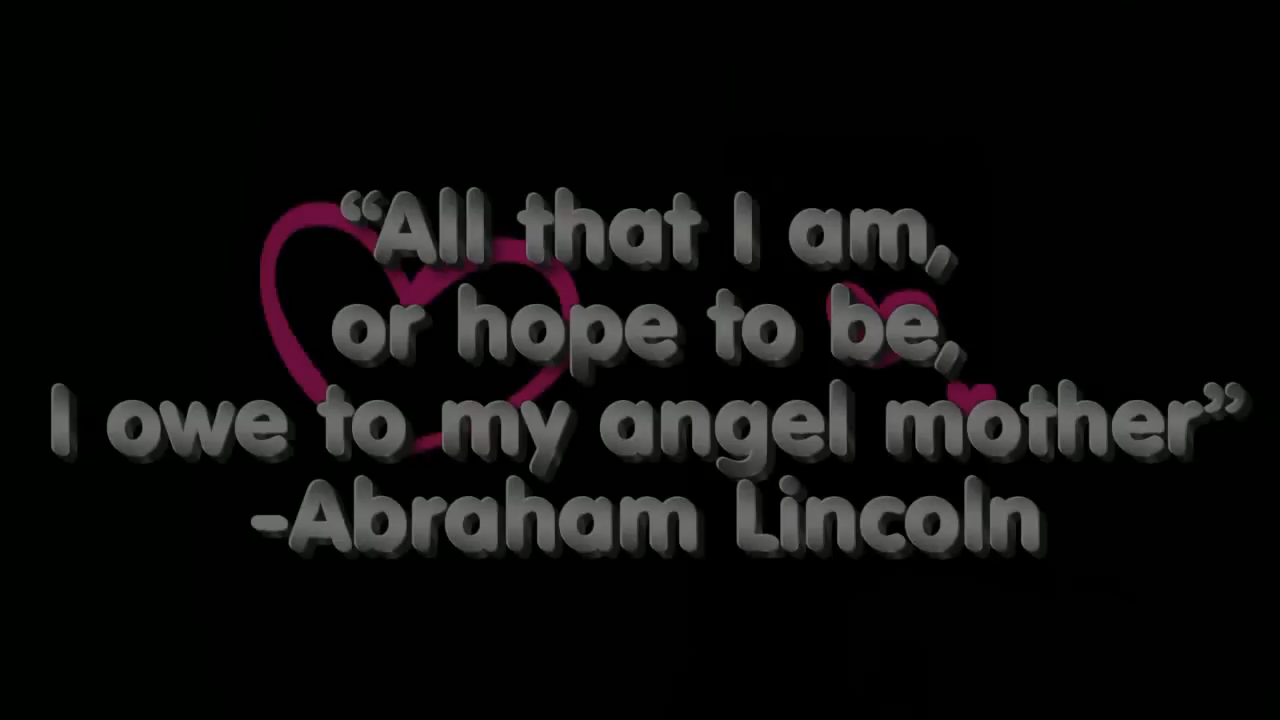 “All that I am,
or hope to be,
I owe to my angel mother”
-Abraham Lincoln